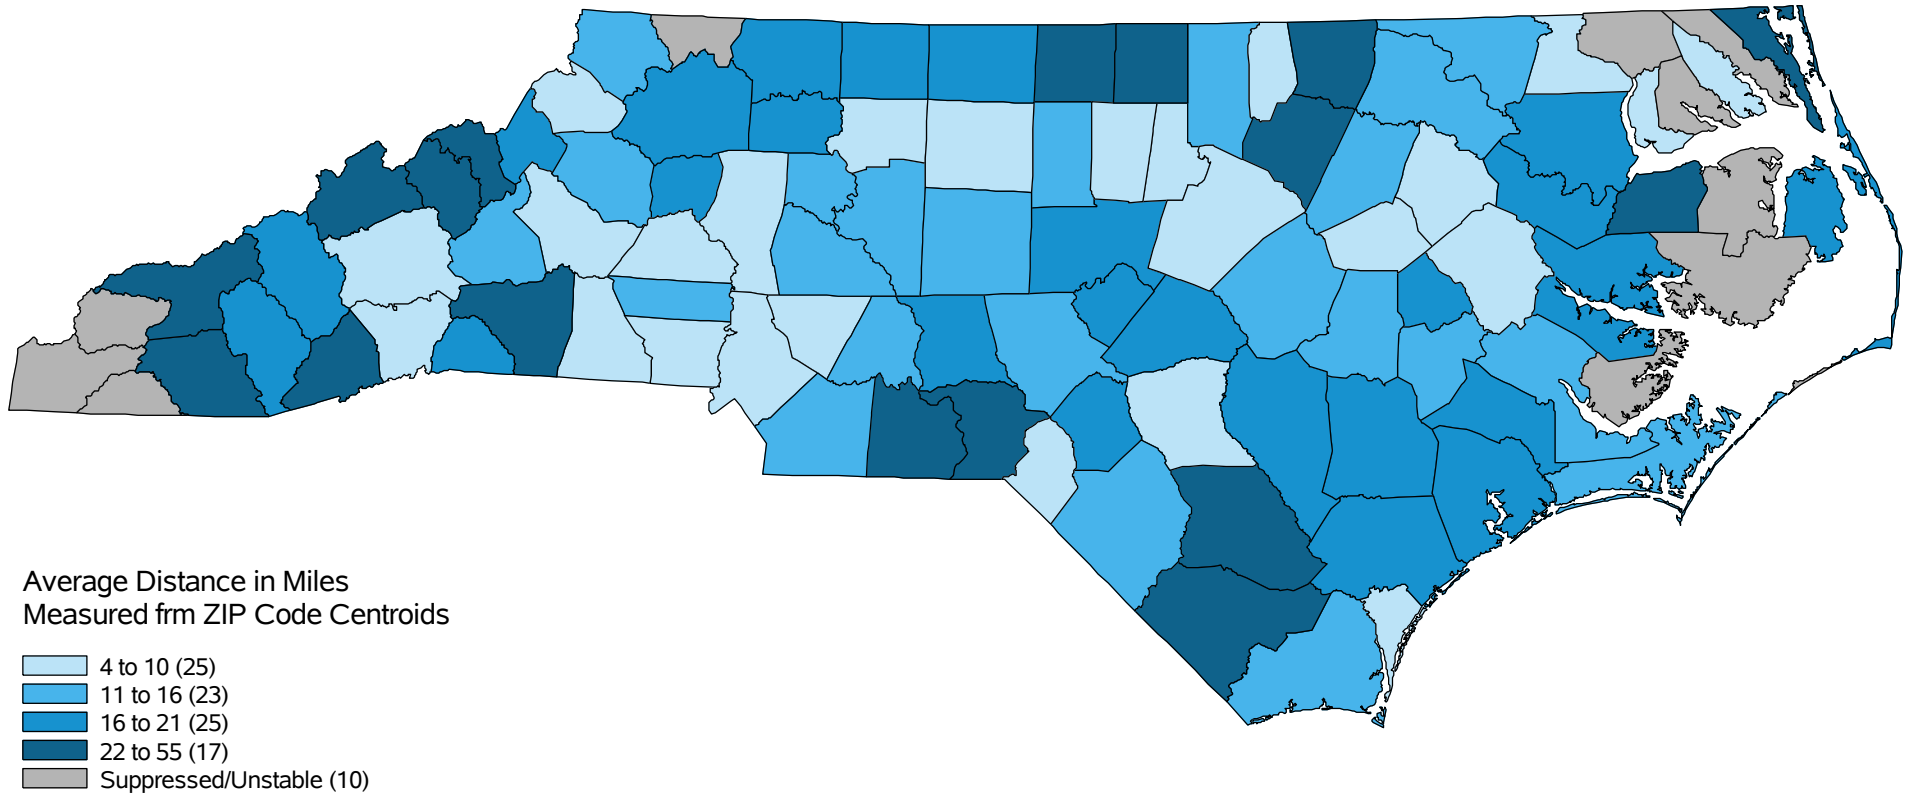 Average Distance in Miles
Measured frm ZIP Code Centroids
4 to 10 (25)
11 to 16 (23)
16 to 21 (25)
22 to 55 (17)
Suppressed/Unstable (10)